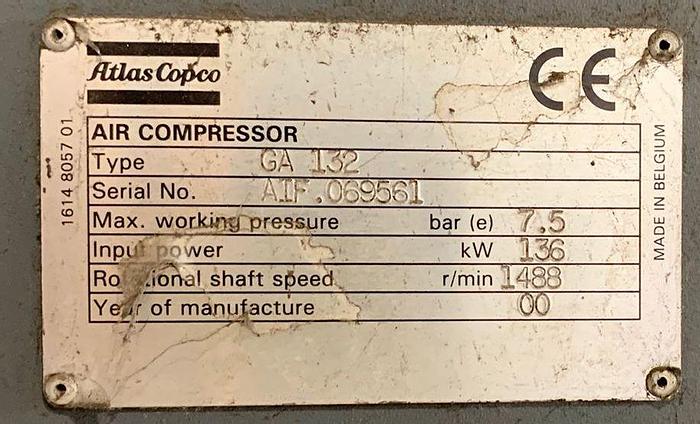 Atlas Copco
CE
AIR COMPRESSOR
Type GA 132
Serial No. AIF.069561
Max. working pressure bar (e) 7.5
Input power kW 136
Rotational shaft speed r/min 1488
Year of manufacture 00
1614 8057 01
MADE IN BELGIUM